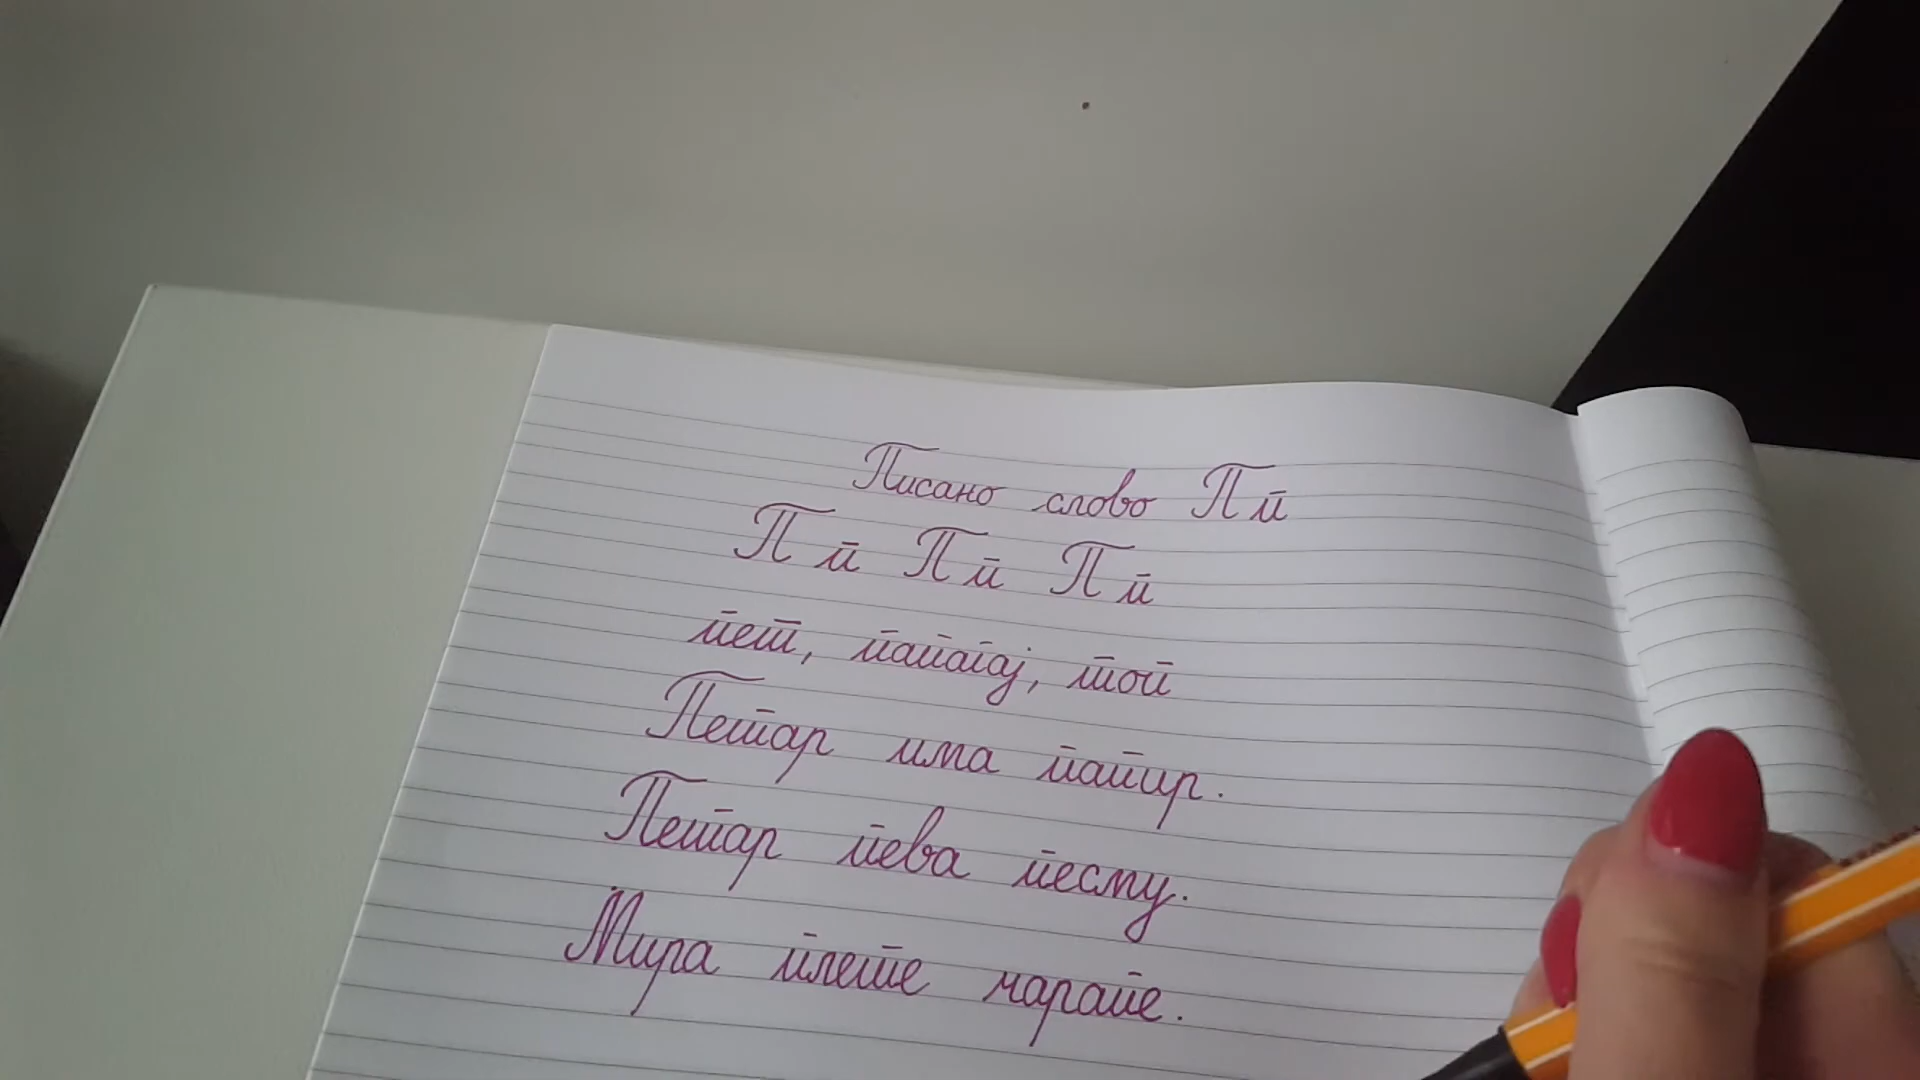 Писано слово П п
П п П п П п
пет, папагај, топ
Петар има папир.
Петар пева песму.
Мира плете чарапе.